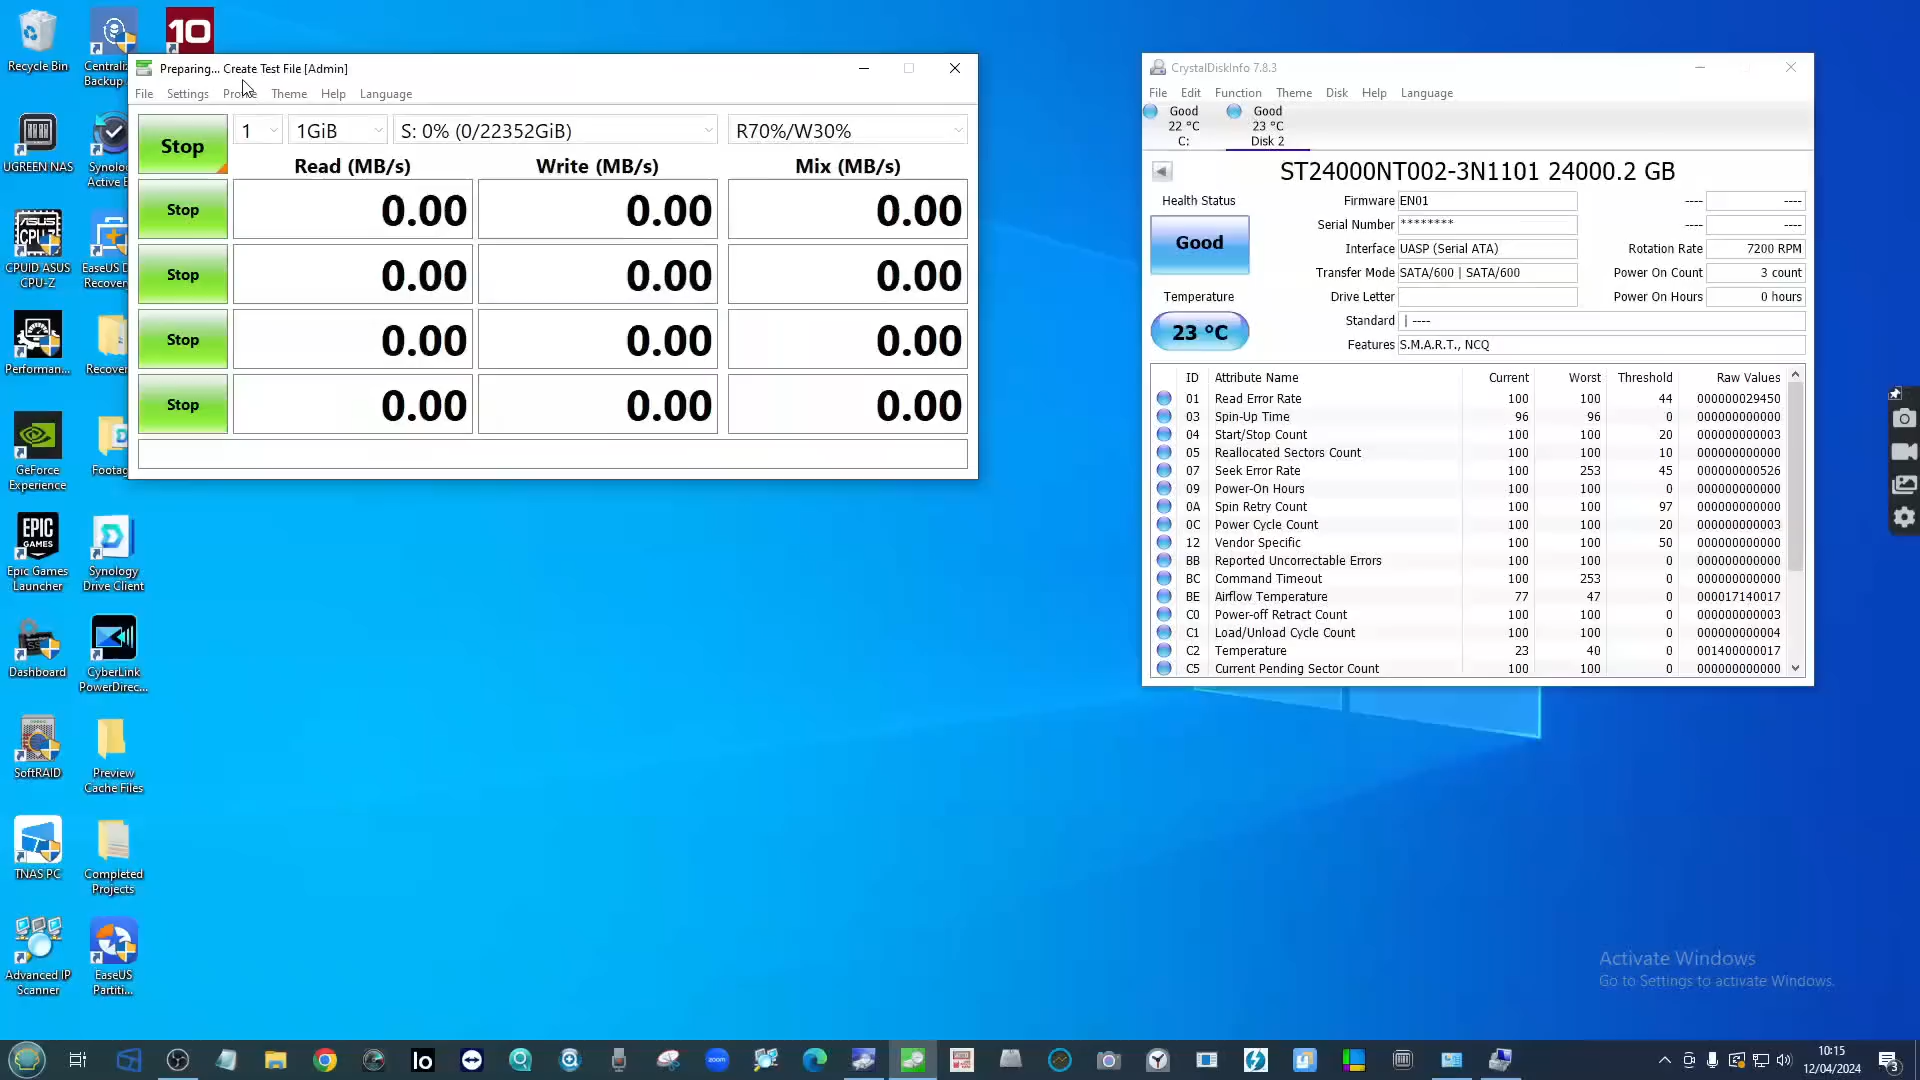 Recycle Bin
Centraliz
Backup
10
UGREEN NAS
Synolog
Active B
CPUID ASUS
CPU-Z
EaseUS D
Recovery
Performan...
Recover
GeForce
Experience
Footag
Epic Games
Launcher
Synology
Drive Client
Dashboard
CyberLink
PowerDirec...
SoftRAID
Preview
Cache Files
TNAS PC
Completed
Projects
Advanced IP
Scanner
EaseUS
Partiti...
Preparing... Create Test File [Admin]
File Settings Theme Help Language
Stop 1 1GiB S: 0% (0/22352GiB) R70%/W30%
Read (MB/s) Write (MB/s) Mix (MB/s)
Stop 0.00 0.00 0.00
Stop 0.00 0.00 0.00
Stop 0.00 0.00 0.00
Stop 0.00 0.00 0.00
CrystalDiskInfo 7.8.3
File Edit Function Theme Disk Help Language
Good Good
22 °C 23 °C
C: Disk 2
ST24000NT002-3N1101 24000.2 GB
Health Status Firmware EN01 ---- ----
Serial Number ******** ---- ----
Good Interface UASP (Serial ATA) Rotation Rate 7200 RPM
Transfer Mode SATA/600 | SATA/600 Power On Count 3 count
Temperature Drive Letter Power On Hours 0 hours
23 °C Standard | ----
Features S.M.A.R.T., NCQ
ID Attribute Name Current Worst Threshold Raw Values
01 Read Error Rate 100 100 44 000000029450
03 Spin-Up Time 96 96 0 000000000000
04 Start/Stop Count 100 100 20 000000000003
05 Reallocated Sectors Count 100 100 10 000000000000
07 Seek Error Rate 100 253 45 000000000526
09 Power-On Hours 100 100 0 000000000000
0A Spin Retry Count 100 100 97 000000000000
0C Power Cycle Count 100 100 20 000000000003
12 Vendor Specific 100 100 50 000000000000
BB Reported Uncorrectable Errors 100 100 0 000000000000
BC Command Timeout 100 253 0 000000000000
BE Airflow Temperature 77 47 0 000017140017
C0 Power-off Retract Count 100 100 0 000000000003
C1 Load/Unload Cycle Count 100 100 0 000000000004
C2 Temperature 23 40 0 001400000017
C5 Current Pending Sector Count 100 100 0 000000000000
Activate Windows
Go to Settings to activate Windows.
10:15
12/04/2024